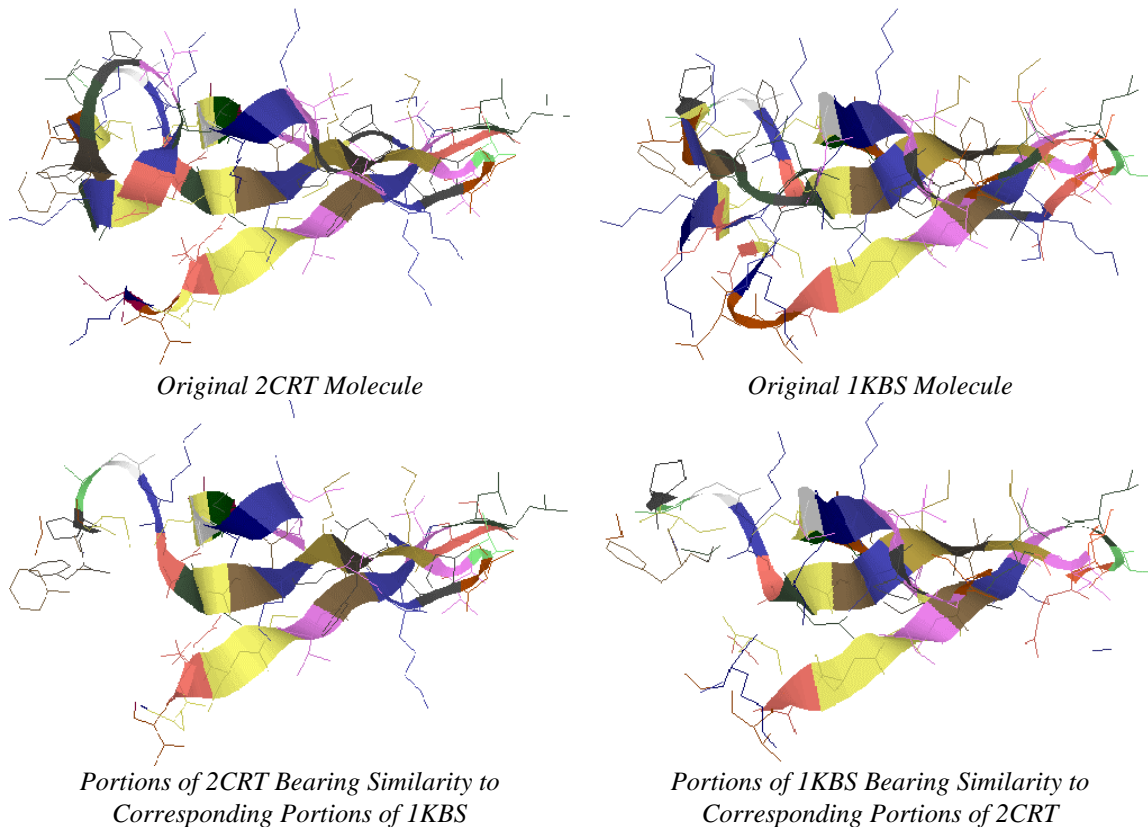 Original 2CRT Molecule
Original 1KBS Molecule
Portions of 2CRT Bearing Similarity to
Corresponding Portions of 1KBS
Portions of 1KBS Bearing Similarity to
Corresponding Portions of 2CRT